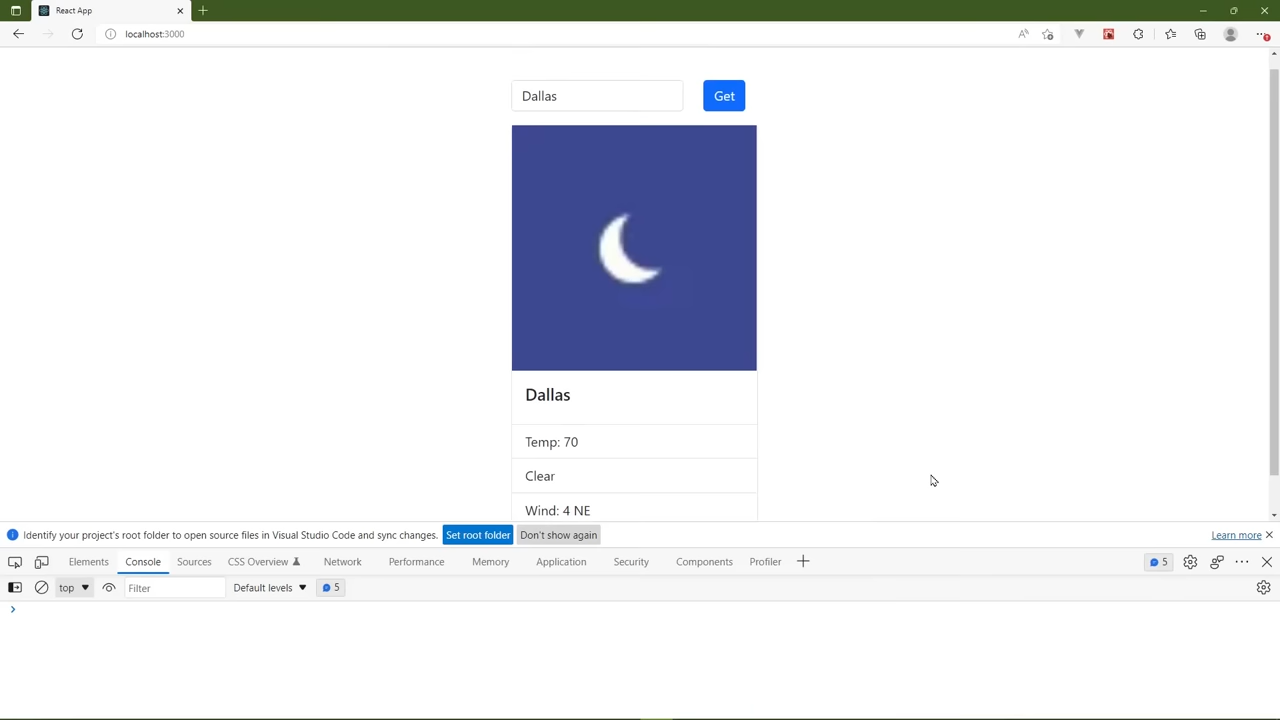 React App
localhost:3000
Dallas
Get
Dallas
Temp: 70
Clear
Wind: 4 NE
Identify your project's root folder to open source files in Visual Studio Code and sync changes. Set root folder Don't show again Learn more
Elements Console Sources CSS Overview Network Performance Memory Application Security Components Profiler 5
top Filter Default levels 5